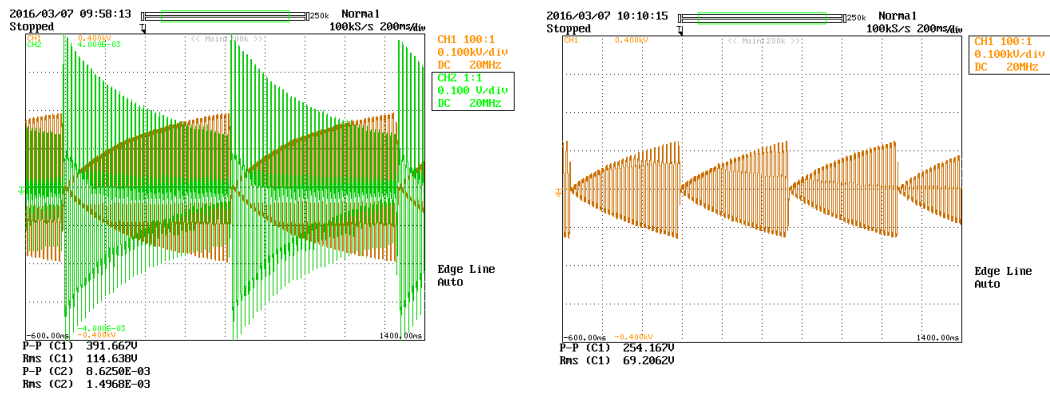 2016/03/07 09:58:13
Stopped
250k
Normal
100kS/s 200ms/div
CH1 0.400kV
CH2 4.000E-03
<< Main:200k >>
CH1 100:1
0.100kV/div
DC 20MHz
CH2 1:1
0.100 V/div
DC 20MHz
Edge Line
Auto
-4.000E-03
-600.00ms -0.400kV
1400.00ms
P-P (C1) 391.667V
Rms (C1) 114.638V
P-P (C2) 8.6250E-03
Rms (C2) 1.4968E-03
2016/03/07 10:10:15
Stopped
250k
Normal
100kS/s 200ms/div
CH1 0.400kV
<< Main:200k >>
CH1 100:1
0.100kV/div
DC 20MHz
Edge Line
Auto
-600.00ms -0.400kV
1400.00ms
P-P (C1) 254.167V
Rms (C1) 69.2062V